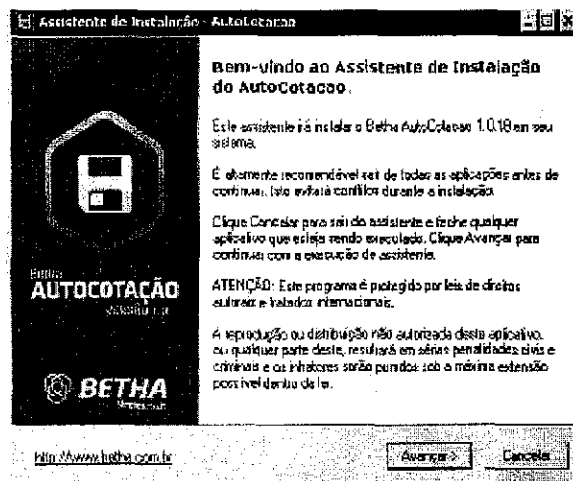 Assistente de Instalação - AutoCotacao
Bem-vindo ao Assistente de Instalação
do AutoCotacao.
Este assistente irá instalar o Betha AutoCotacao 1.0.18 em seu
sistema.
É altamente recomendável sair de todas as aplicações antes de
continuar. Isto evitará conflitos durante a instalação.
Clique Cancelar para sair do assistente e feche qualquer
aplicativo que esteja sendo executado. Clique Avançar para
continuar com a execução do assistente.
ATENÇÃO: Este programa é protegido por leis de direitos
autorais e tratados internacionais.
A reprodução ou distribuição não autorizada deste aplicativo,
ou qualquer parte deste, resultará em sérias penalidades civis e
criminais e os infratores serão punidos sob a máxima extensão
possível dentro da lei.
Betha
AUTOCOTAÇÃO
BETHA
http://www.betha.com.br
Avançar >
Cancelar